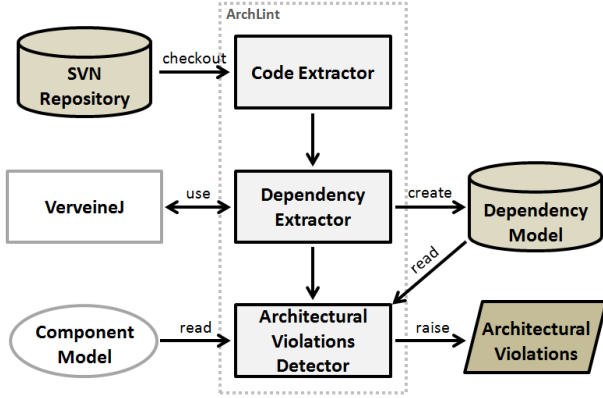 ArchLint
SVN
Repository
checkout
Code Extractor
VerveineJ
use
Dependency
Extractor
create
Dependency
Model
read
Component
Model
read
Architectural
Violations
Detector
raise
Architectural
Violations